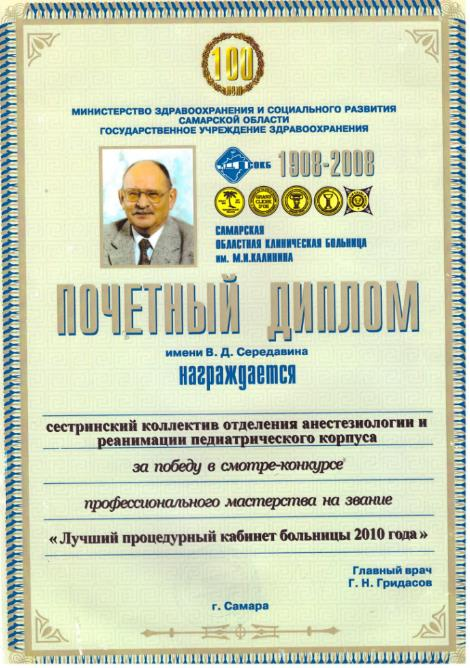 100
ЛЕТ
МИНИСТЕРСТВО ЗДРАВООХРАНЕНИЯ И СОЦИАЛЬНОГО РАЗВИТИЯ
САМАРСКОЙ ОБЛАСТИ
ГОСУДАРСТВЕННОЕ УЧРЕЖДЕНИЕ ЗДРАВООХРАНЕНИЯ
СОКБ 1908-2008
САМАРСКАЯ
ОБЛАСТНАЯ КЛИНИЧЕСКАЯ БОЛЬНИЦА
ИМ. М.И.КАЛИНИНА
ПОЧЕТНЫЙ ДИПЛОМ
имени В. Д. Середавина
награждается
сестринский коллектив отделения анестезиологии и
реанимации педиатрического корпуса
за победу в смотре-конкурсе
профессионального мастерства на звание
«Лучший процедурный кабинет больницы 2010 года»
Главный врач
Г. Н. Гридасов
г. Самара